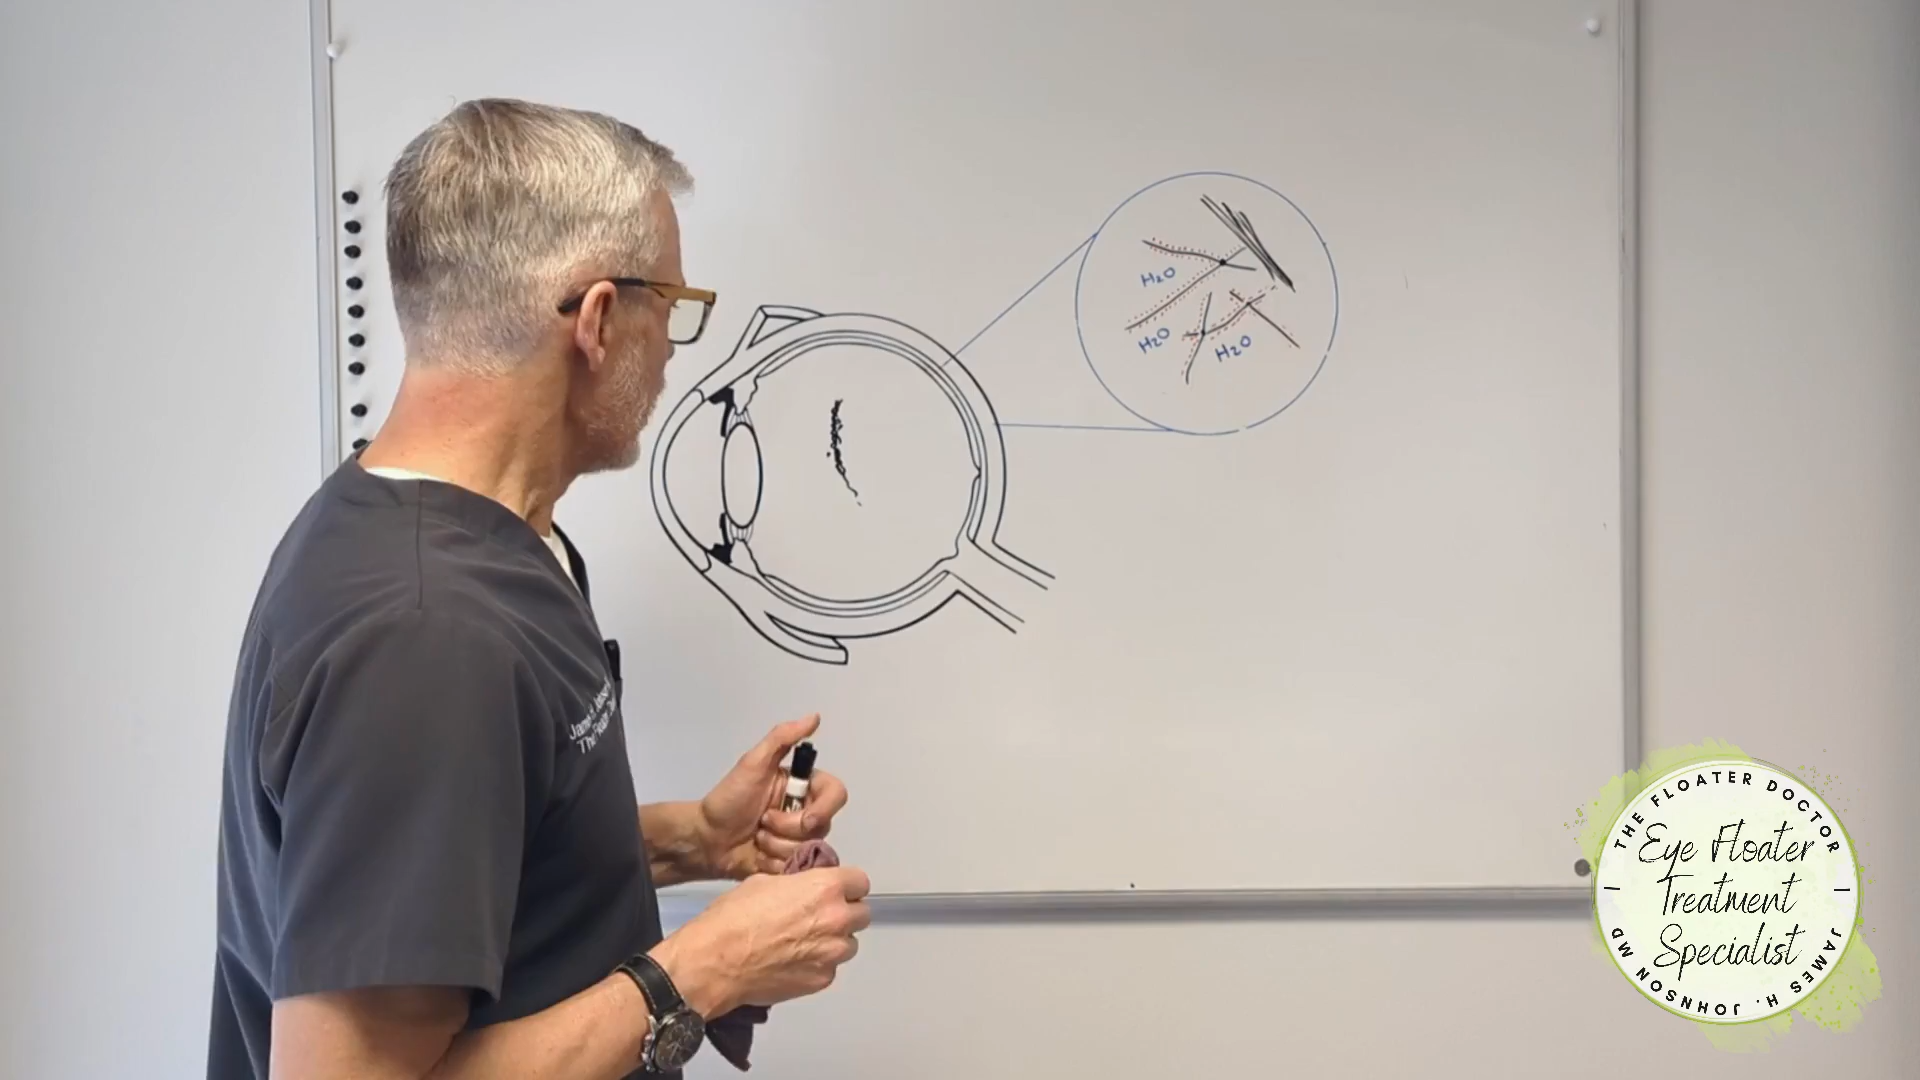 H2O
H2O
H2O
THE FLOATER DOCTOR
Eye Floater
Treatment
Specialist
JAMES H. JOHNSON MD